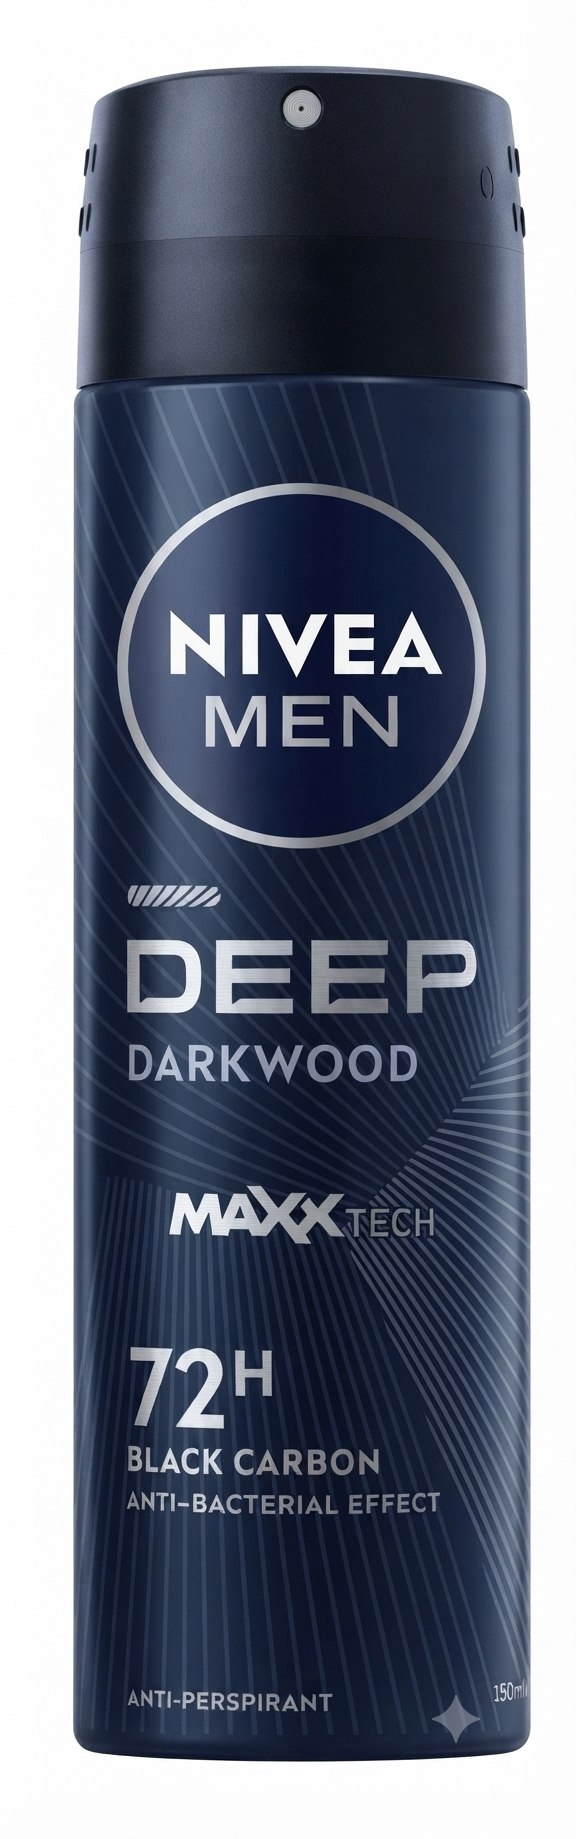 NIVEA
MEN
DEEP
DARKWOOD
MAXXTECH
72H
BLACK CARBON
ANTI-BACTERIAL EFFECT
ANTI-PERSPIRANT
150ml